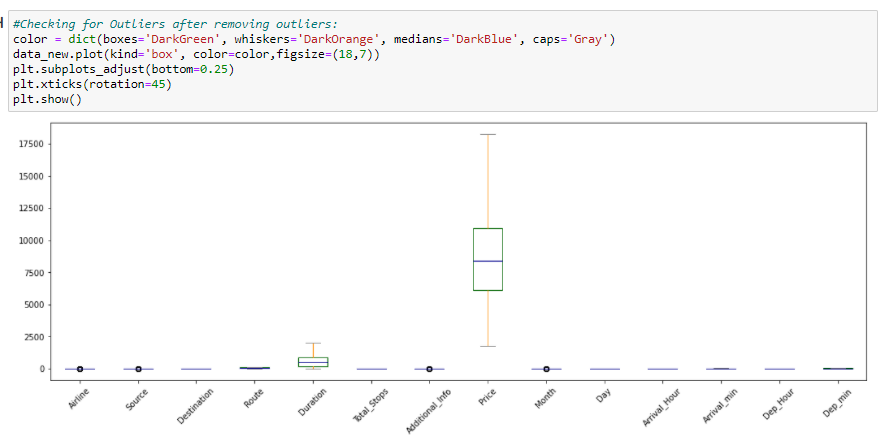 #Checking for Outliers after removing outliers:
color = dict(boxes='DarkGreen', whiskers='DarkOrange', medians='DarkBlue', caps='Gray')
data_new.plot(kind='box', color=color,figsize=(18,7))
plt.subplots_adjust(bottom=0.25)
plt.xticks(rotation=45)
plt.show()
17500
15000
12500
10000
7500
5000
2500
0
Airline
Source
Destination
Route
Duration
Total_Stops
Additional_Info
Price
Month
Day
Arrival_Hour
Arrival_min
Dep_Hour
Dep_min